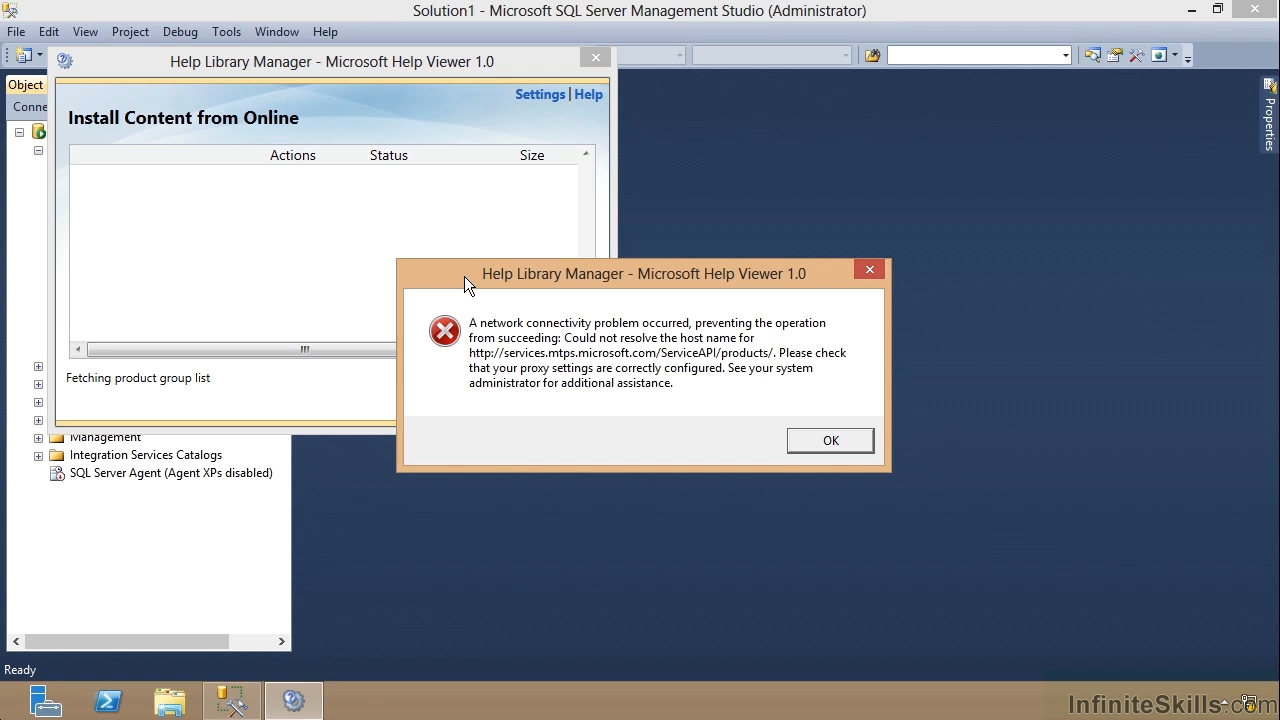 Solution1 - Microsoft SQL Server Management Studio (Administrator)
File Edit View Project Debug Tools Window Help
Help Library Manager - Microsoft Help Viewer 1.0
Object
Conne
Settings | Help
Install Content from Online
Actions Status Size
Properties
Help Library Manager - Microsoft Help Viewer 1.0
A network connectivity problem occurred, preventing the operation
from succeeding: Could not resolve the host name for
http://services.mtps.microsoft.com/ServiceAPI/products/. Please check
that your proxy settings are correctly configured. See your system
administrator for additional assistance.
OK
Fetching product group list
Management
Integration Services Catalogs
SQL Server Agent (Agent XPs disabled)
Ready
InfiniteSkills.com